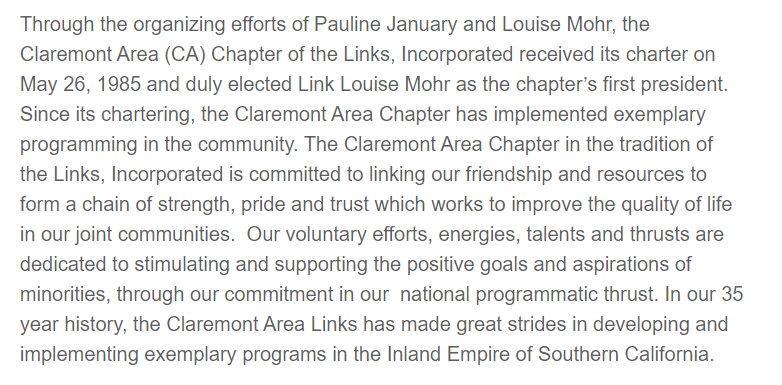 Through the organizing efforts of Pauline January and Louise Mohr, the
Claremont Area (CA) Chapter of the Links, Incorporated received its charter on
May 26, 1985 and duly elected Link Louise Mohr as the chapter’s first president.
Since its chartering, the Claremont Area Chapter has implemented exemplary
programming in the community. The Claremont Area Chapter in the tradition of
the Links, Incorporated is committed to linking our friendship and resources to
form a chain of strength, pride and trust which works to improve the quality of life
in our joint communities.  Our voluntary efforts, energies, talents and thrusts are
dedicated to stimulating and supporting the positive goals and aspirations of
minorities, through our commitment in our  national programmatic thrust. In our 35
year history, the Claremont Area Links has made great strides in developing and
implementing exemplary programs in the Inland Empire of Southern California.